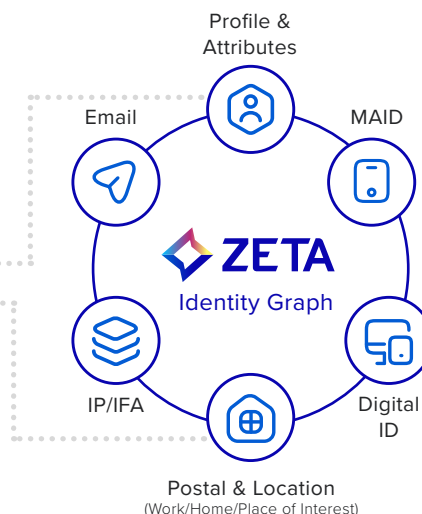 Profile &
Attributes
Email
MAID
ZETA
Identity Graph
IP/IFA
Digital
ID
Postal & Location
(Work/Home/Place of Interest)